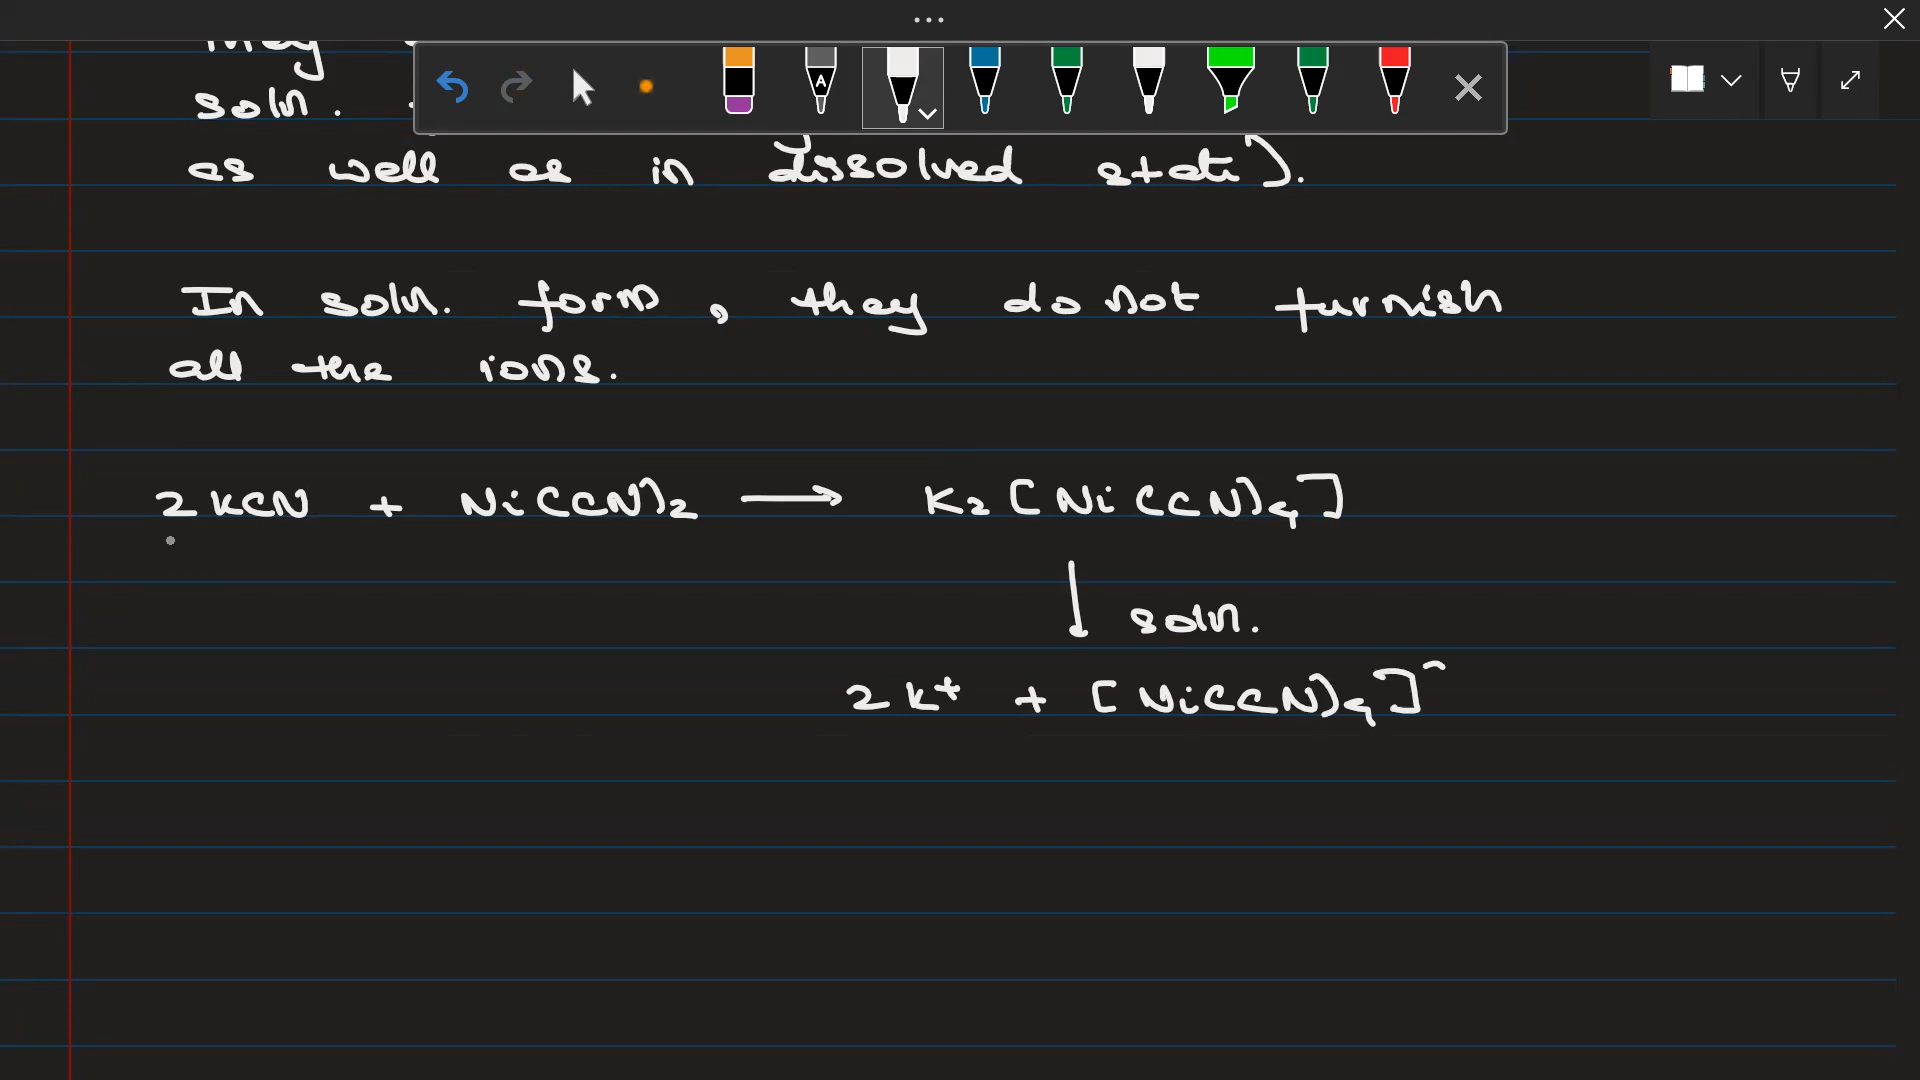 soln.
as well as in dissolved state).
In soln. form, they do not furnish
all the ions.
2KCN + Ni(CN)2 → K2[Ni(CN)4]
↓ soln.
2K+ + [Ni(CN)4]-